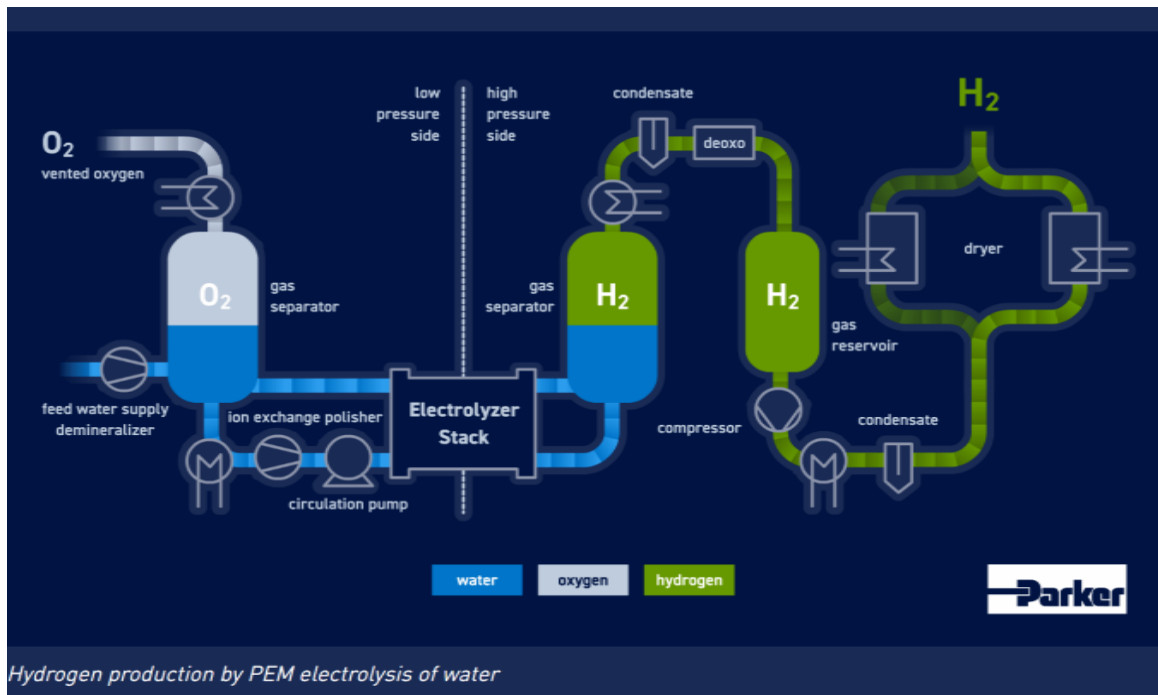 low
pressure
side
high
pressure
side
condensate
H2
O2
vented oxygen
deoxo
O2
gas
separator
gas
separator
H2
H2
dryer
gas
reservoir
feed water supply
demineralizer
ion exchange polisher
Electrolyzer
Stack
compressor
condensate
circulation pump
water
oxygen
hydrogen
Parker
Hydrogen production by PEM electrolysis of water